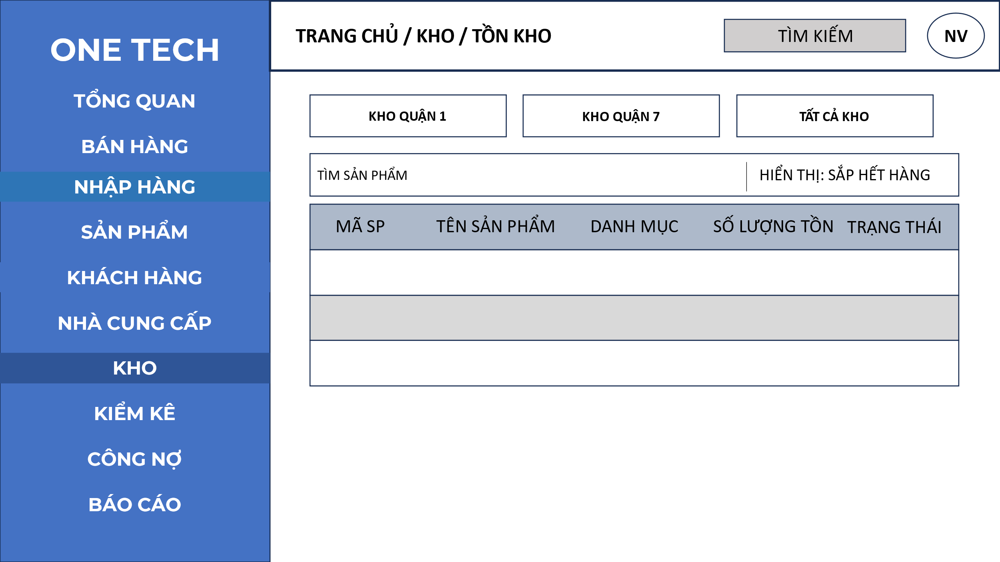 ONE TECH
TỔNG QUAN
BÁN HÀNG
NHẬP HÀNG
SẢN PHẨM
KHÁCH HÀNG
NHÀ CUNG CẤP
KHO
KIỂM KÊ
CÔNG NỢ
BÁO CÁO
TRANG CHỦ / KHO / TỒN KHO
TÌM KIẾM
NV
KHO QUẬN 1
KHO QUẬN 7
TẤT CẢ KHO
TÌM SẢN PHẨM
HIỂN THỊ: SẮP HẾT HÀNG
MÃ SP
TÊN SẢN PHẨM
DANH MỤC
SỐ LƯỢNG TỒN
TRẠNG THÁI